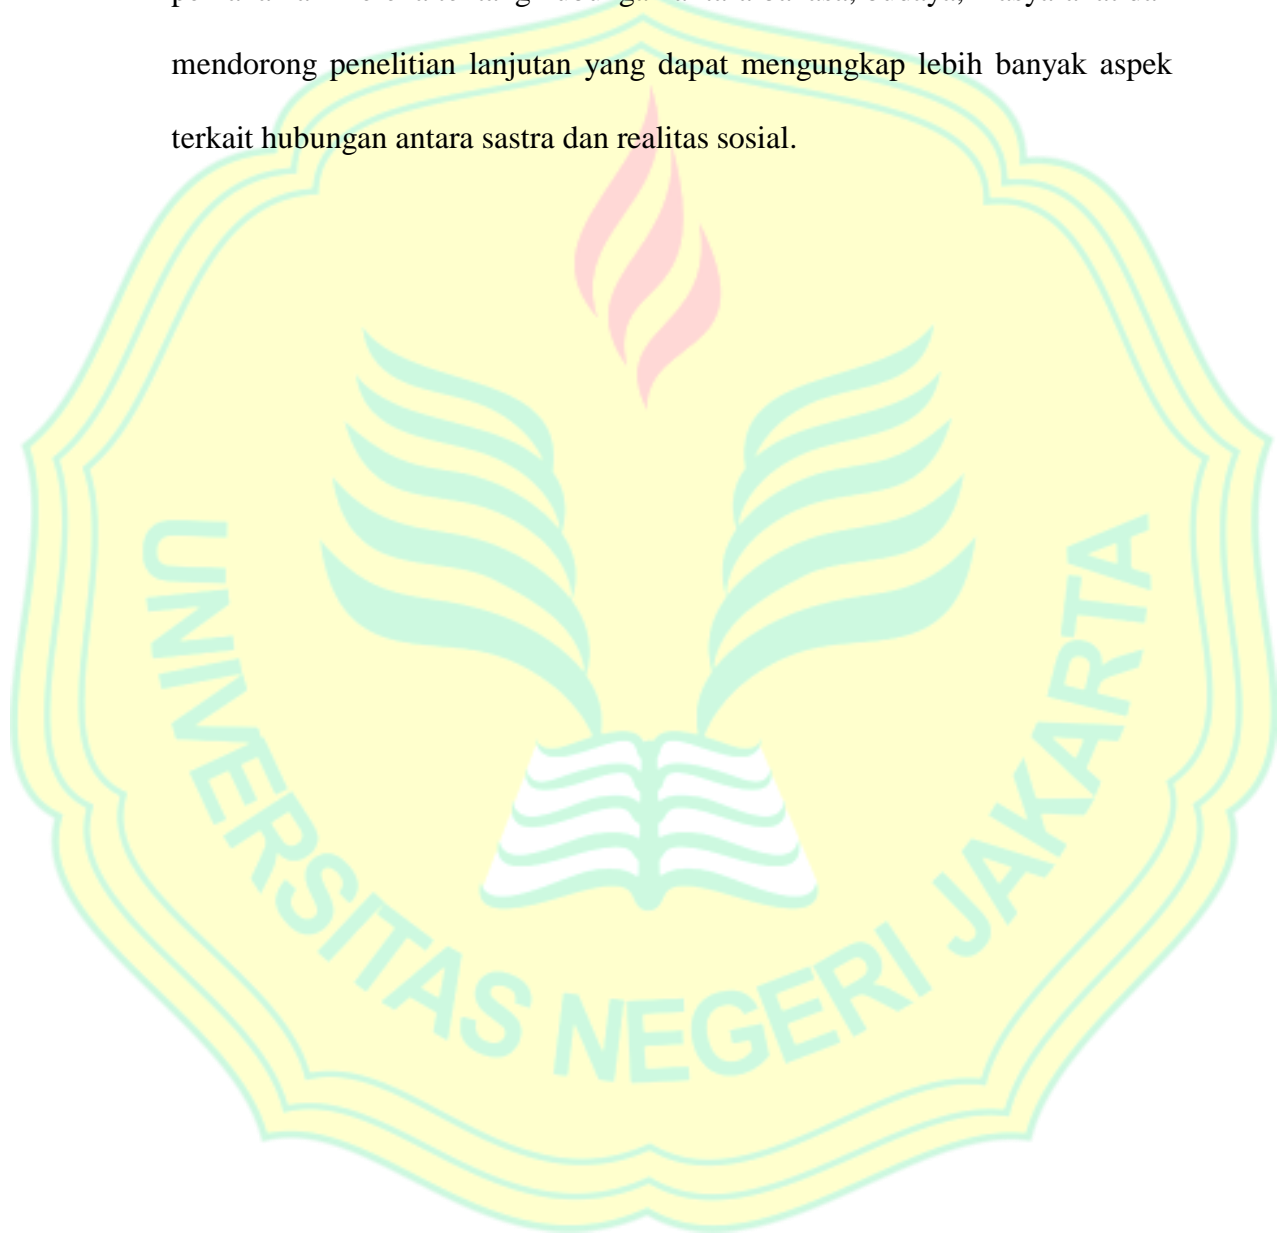 mendorong penelitian lanjutan yang dapat mengungkap lebih banyak aspek
terkait hubungan antara sastra dan realitas sosial.
UNIVERSITAS NEGERI JAKARTA